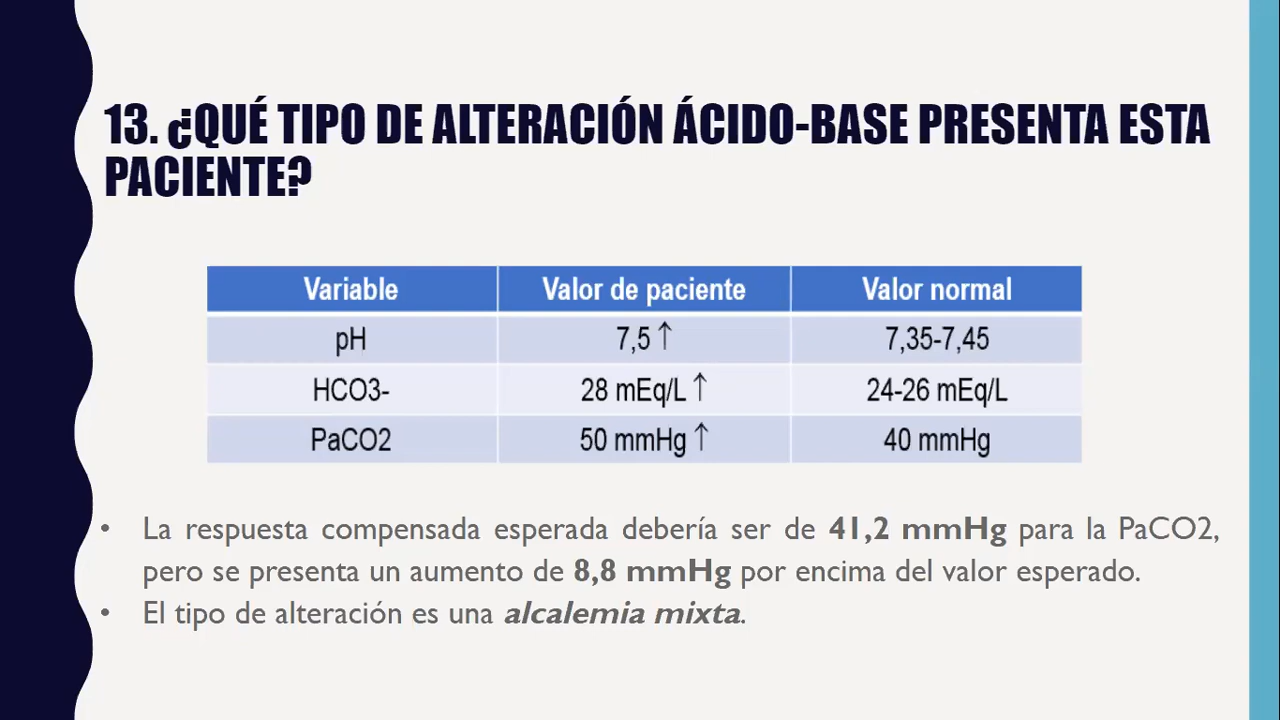 13. ¿QUÉ TIPO DE ALTERACIÓN ÁCIDO-BASE PRESENTA ESTA
PACIENTE?
Variable Valor de paciente Valor normal
pH 7,5 ↑ 7,35-7,45
HCO3- 28 mEq/L ↑ 24-26 mEq/L
PaCO2 50 mmHg ↑ 40 mmHg
• La respuesta compensada esperada debería ser de 41,2 mmHg para la PaCO2,
pero se presenta un aumento de 8,8 mmHg por encima del valor esperado.
• El tipo de alteración es una alcalemia mixta.